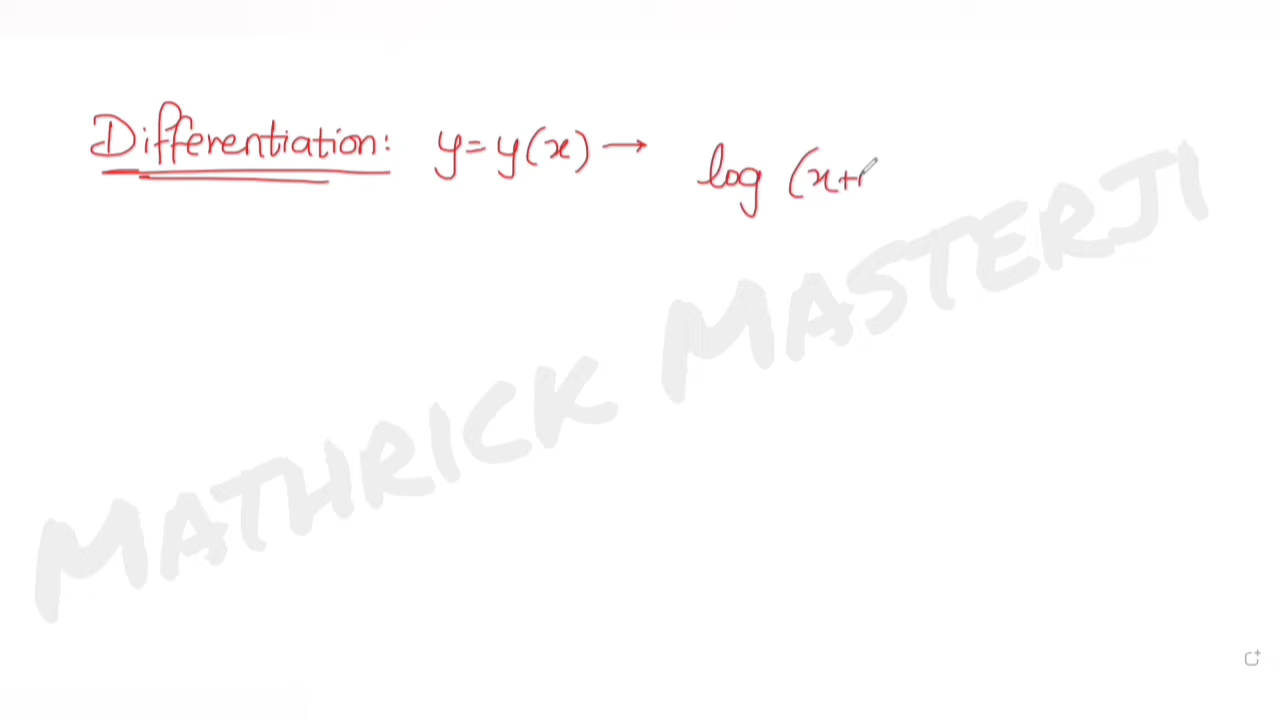 Differentiation: y=y(x) → log (x+
MATHRICK MASTERJI